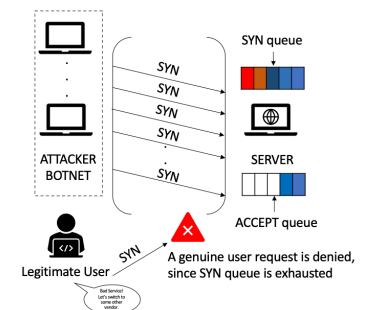 SYN queue
SYN
SYN
SYN
SYN
SYN
ATTACKER
BOTNET
SERVER
ACCEPT queue
SYN
Legitimate User
A genuine user request is denied,
since SYN queue is exhausted
Bad Service!
Let's switch to
some other
vendor.